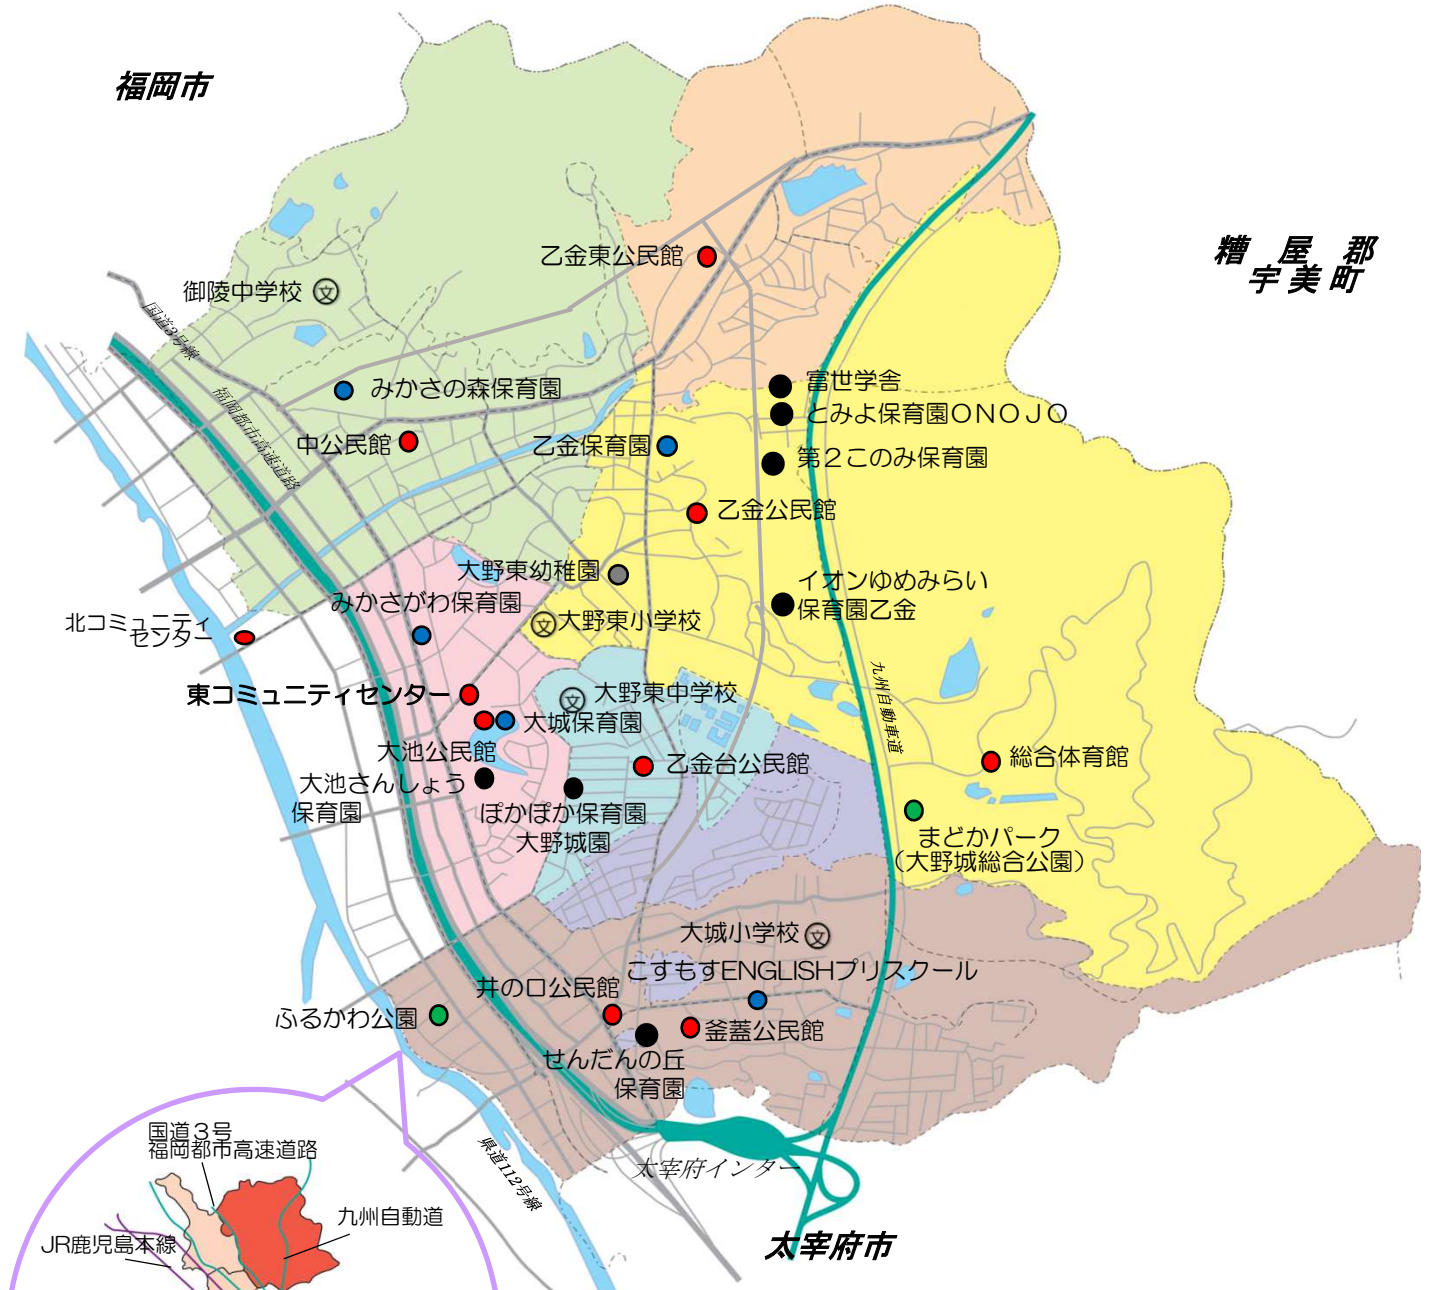 福岡市
糟屋郡
宇美町
乙金東公民館
御陵中学校
文
国道3号線
みかさの森保育園
富世学舎
とみよ保育園ONOJO
福岡都市高速道路
中公民館
乙金保育園
第2このみ保育園
乙金公民館
大野東幼稚園
イオンゆめみらい
保育園乙金
みかさがわ保育園
北コミュニティ
センター
文
大野東小学校
九州自動車道
東コミュニティセンター
文
大野東中学校
大城保育園
大池公民館
乙金台公民館
総合体育館
大池さんしょう
保育園
ぽかぽか保育園
大野城園
まどかパーク
(大野城総合公園)
大城小学校
文
こすもすENGLISHプリスクール
井の口公民館
ふるかわ公園
釜蓋公民館
せんだんの丘
保育園
県道112号線
太宰府インター
太宰府市
国道3号
福岡都市高速道路
九州自動道
JR鹿児島本線